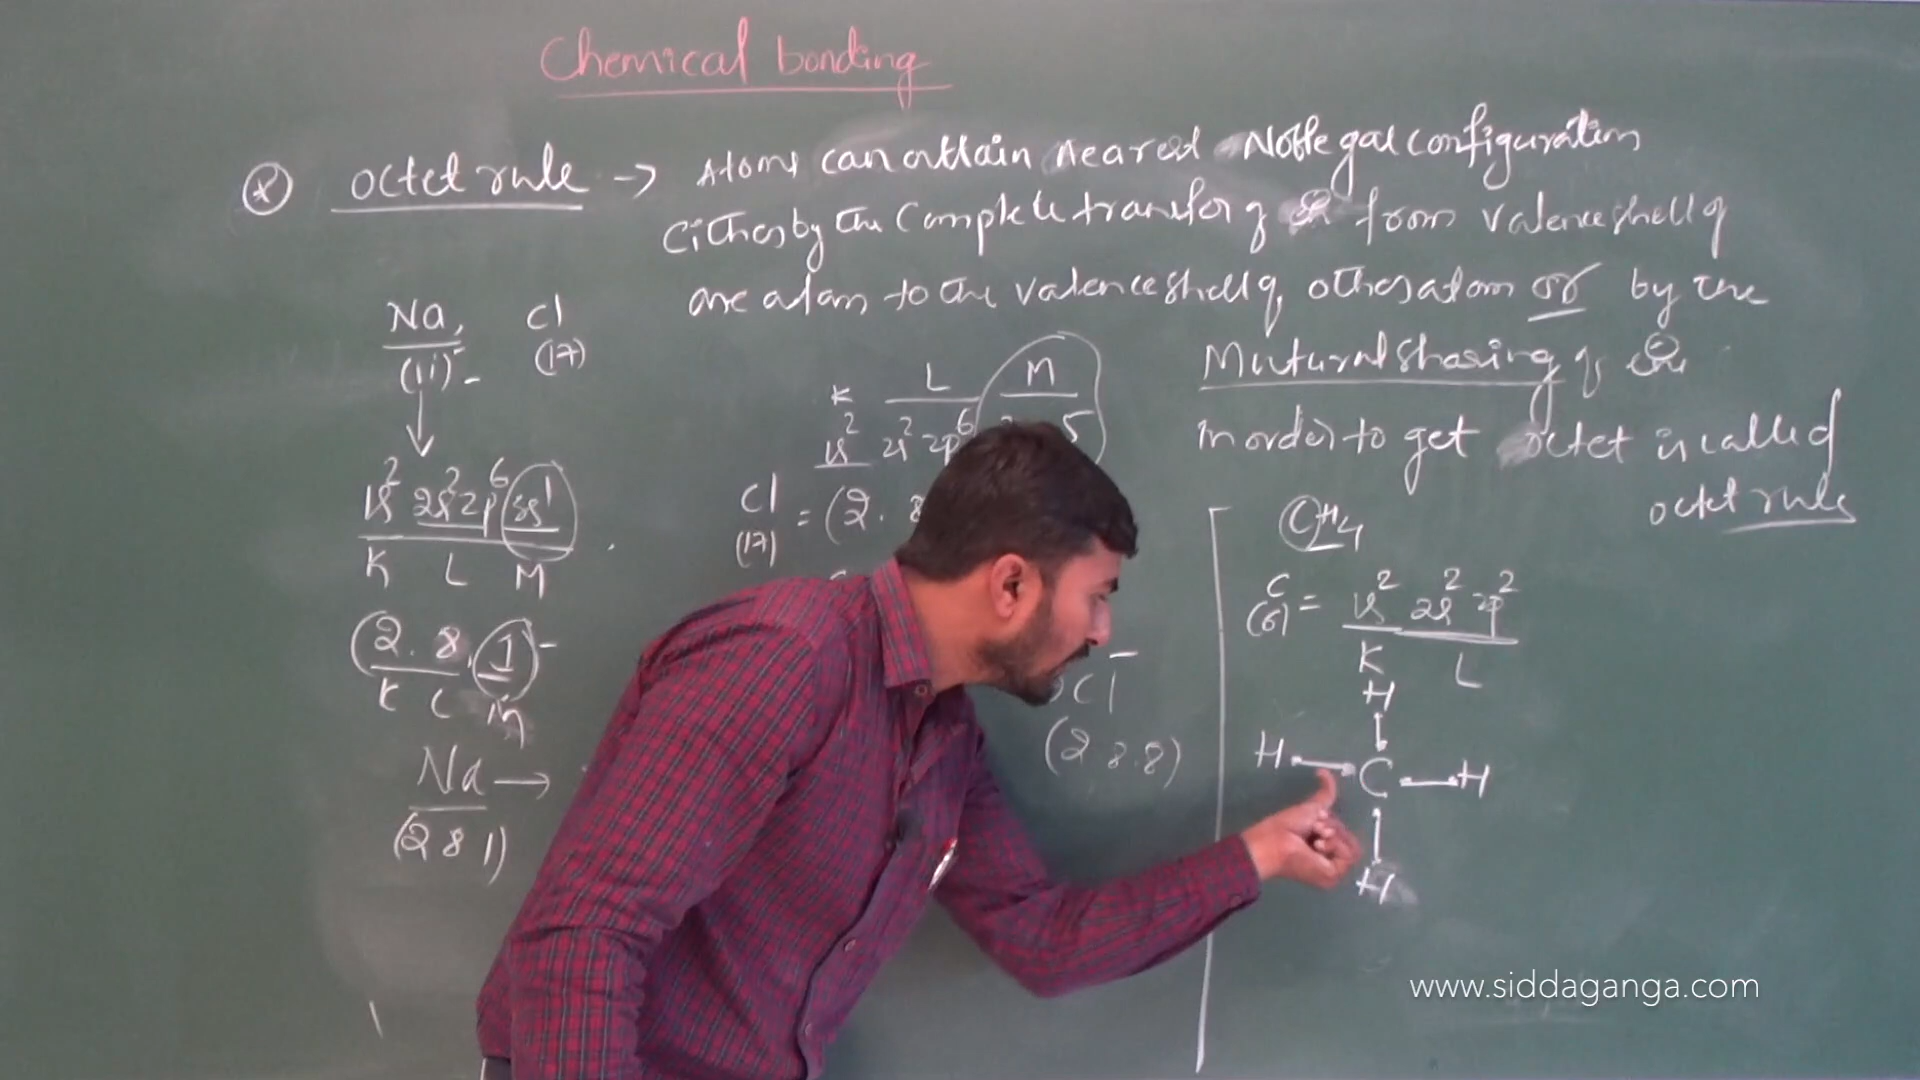 Chemical bonding
octet rule → Atoms can attain nearest Noble gas configuration
either by the complete transfer of from valence shell of
one atom to the valence shell of other atom or by the
Mutural sharing of
in order to get octet is called
octet rule
Na, Cl
(11) (17)
1s² 2s² 2p⁶ 3s¹
K L M
(2. 8. 1)
K L M
Na →
(2 8 1)
K L M
1s² 2s² 2p⁶ 5
Cl = (2. 8
(17)
Cl⁻
(2 8.8)
CH4
C = 1s² 2s² 2p²
(6)
K L
H
H — C — H
H
www.siddaganga.com